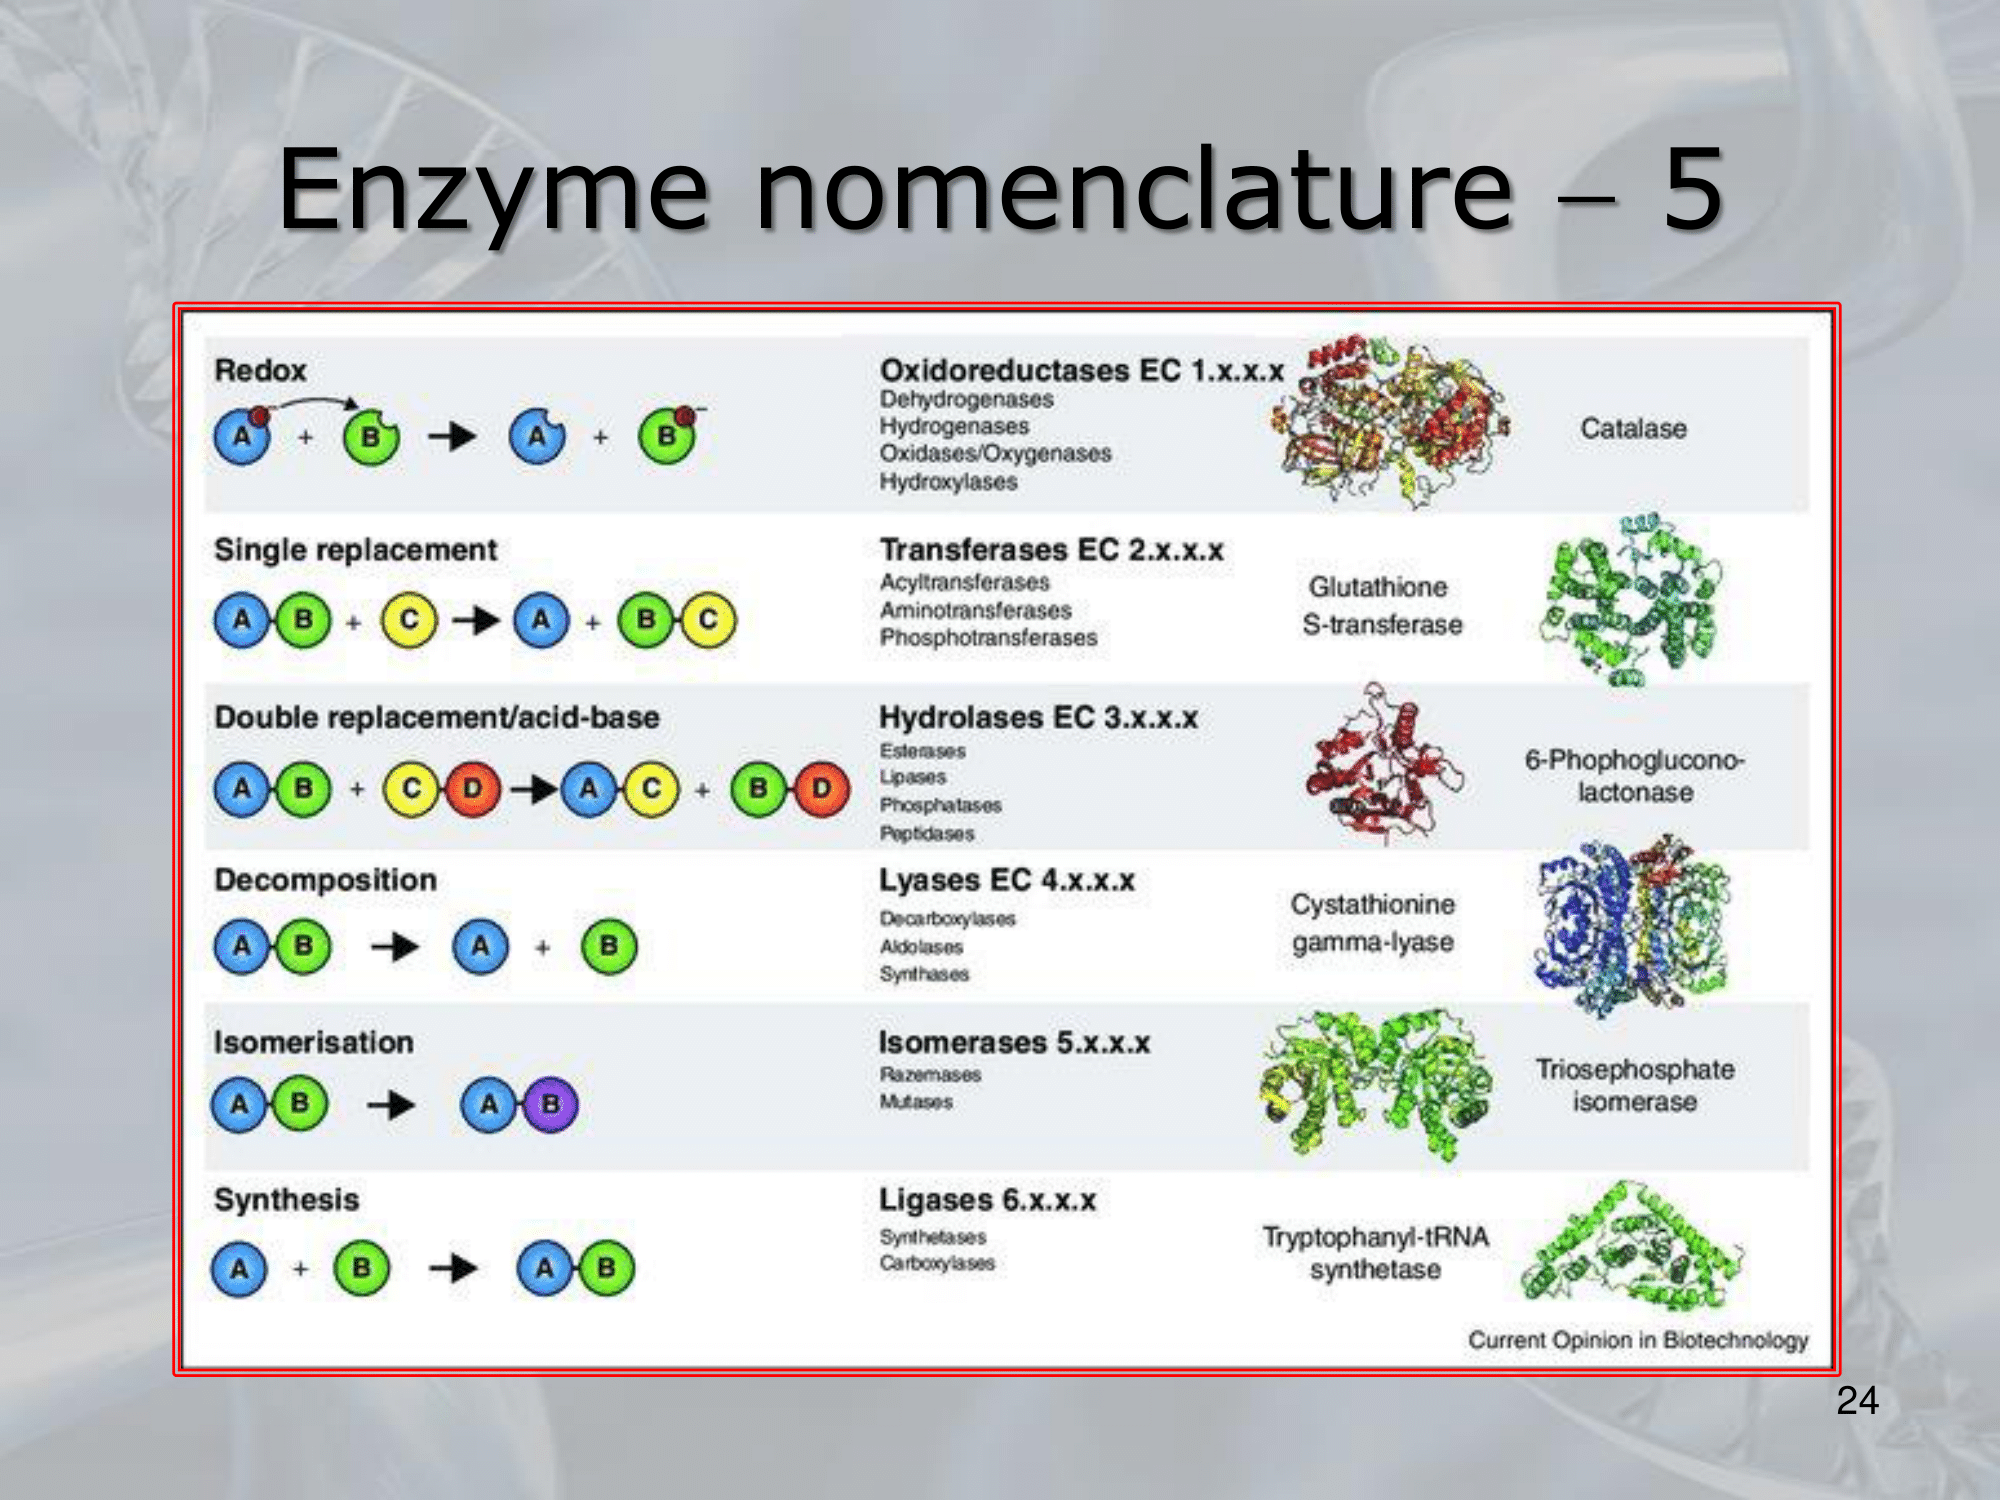 Enzyme nomenclature – 5
Redox
A + B → A + B –
Oxidoreductases EC 1.x.x.x
Dehydrogenases
Hydrogenases
Oxidases/Oxygenases
Hydroxylases
Catalase
Single replacement
A B + C → A + B C
Transferases EC 2.x.x.x
Acyltransferases
Aminotransferases
Phosphotransferases
Glutathione
S-transferase
Double replacement/acid-base
A B + C D → A C + B D
Hydrolases EC 3.x.x.x
Esterases
Lipases
Phosphatases
Peptidases
6-Phophoglucono-
lactonase
Decomposition
A B → A + B
Lyases EC 4.x.x.x
Decarboxylases
Aldolases
Synthases
Cystathionine
gamma-lyase
Isomerisation
A B → A B
Isomerases 5.x.x.x
Razemases
Mutases
Triosephosphate
isomerase
Synthesis
A + B → A B
Ligases 6.x.x.x
Synthetases
Carboxylases
Tryptophanyl-tRNA
synthetase
Current Opinion in Biotechnology
24